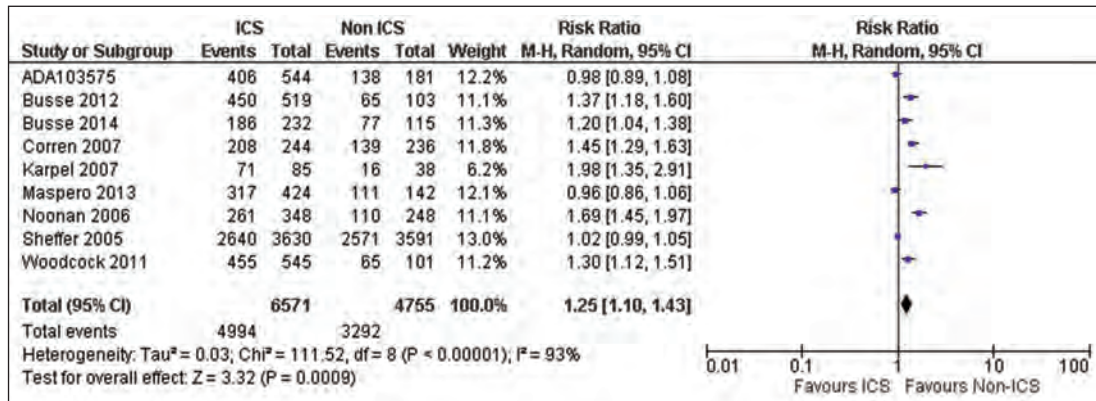 ICS Non ICS Risk Ratio Risk Ratio
Study or Subgroup Events Total Events Total Weight M-H, Random, 95% CI M-H, Random, 95% CI
ADA103575 406 544 138 181 12.2% 0.98 [0.89, 1.08]
Busse 2012 450 519 65 103 11.1% 1.37 [1.18, 1.60]
Busse 2014 186 232 77 115 11.3% 1.20 [1.04, 1.38]
Corren 2007 208 244 139 236 11.8% 1.45 [1.29, 1.63]
Karpel 2007 71 85 16 38 6.2% 1.98 [1.35, 2.91]
Maspero 2013 317 424 111 142 12.1% 0.96 [0.86, 1.06]
Noonan 2006 261 348 110 248 11.1% 1.69 [1.45, 1.97]
Sheffer 2005 2640 3630 2571 3591 13.0% 1.02 [0.99, 1.05]
Woodcock 2011 455 545 65 101 11.2% 1.30 [1.12, 1.51]
Total (95% CI) 6571 4755 100.0% 1.25 [1.10, 1.43]
Total events 4994 3292
Heterogeneity: Tau² = 0.03; Chi² = 111.52, df = 8 (P < 0.00001); I² = 93%
Test for overall effect: Z = 3.32 (P = 0.0009)
0.01 0.1 1 10 100
Favours ICS Favours Non-ICS